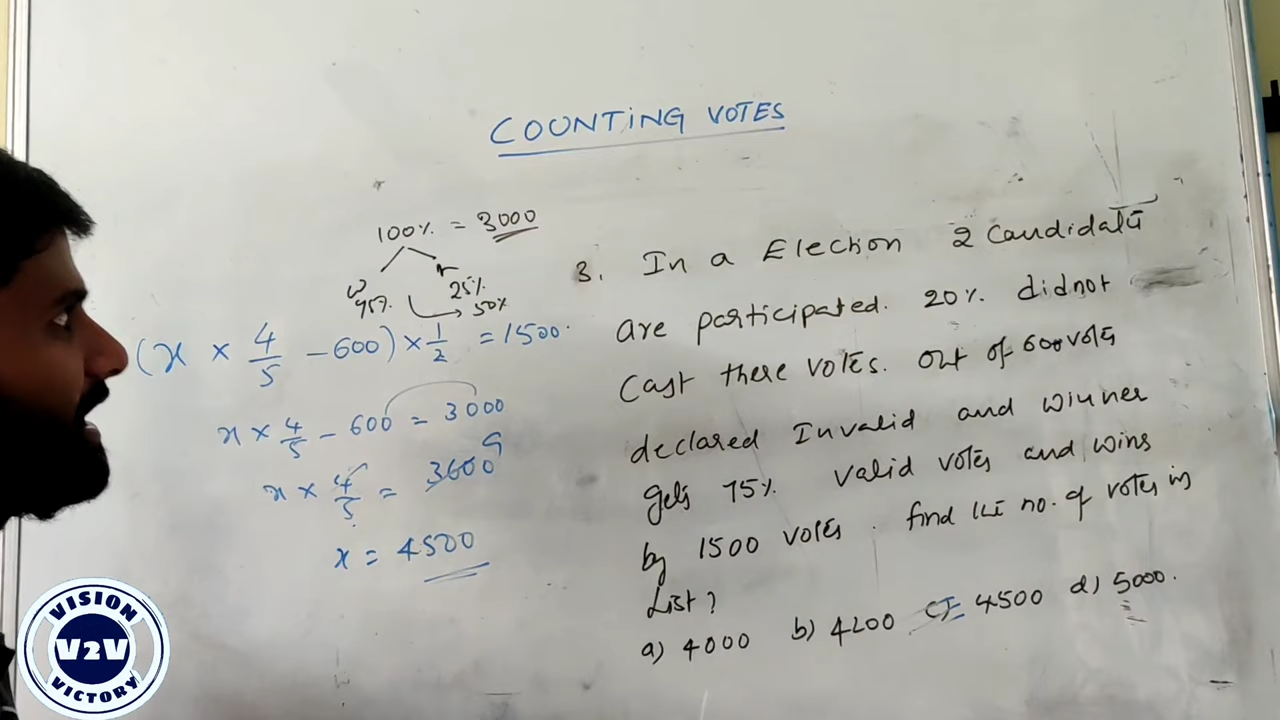 COUNTING VOTES
100% = 3000
W r
75% 25%
50%
(x × 4/5 - 600) × 1/2 = 1500.
x × 4/5 - 600 = 3000
x × 4/5 = 3600
x = 4500
3. In a Election 2 Candidate
are participated. 20% didnot
Cast there votes. Out of 600 votes
declared Invalid and winner
gets 75% valid votes and wins
by 1500 votes. find the no. of votes in
List?
a) 4000 b) 4200 c) 4500 d) 5000.
VISION
V2V
VICTORY